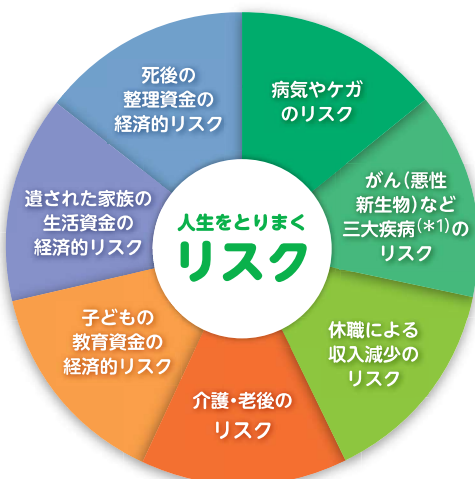 人生をとりまく
リスク
病気やケガ
のリスク
がん（悪性
新生物）など
三大疾病（＊1）の
リスク
休職による
収入減少の
リスク
介護・老後の
リスク
子どもの
教育資金の
経済的リスク
遺された家族の
生活資金の
経済的リスク
死後の
整理資金の
経済的リスク